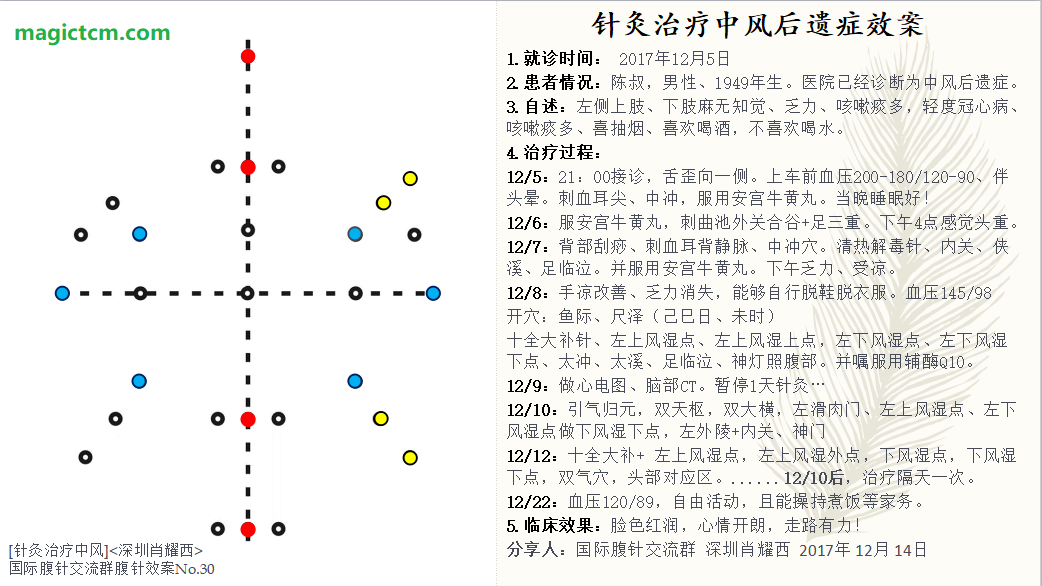 magictcm.com
[针灸治疗中风]<深圳肖耀西>
国际腹针交流群腹针效案No.30
针灸治疗中风后遗症效案
1.就诊时间： 2017年12月5日
2.患者情况：陈叔，男性、1949年生。医院已经诊断为中风后遗症。
3.自述：左侧上肢、下肢麻无知觉、乏力、咳嗽痰多，轻度冠心病、
咳嗽痰多、喜抽烟、喜欢喝酒，不喜欢喝水。
4.治疗过程：
12/5：21：00接诊，舌歪向一侧。上车前血压200-180/120-90、伴
头晕。刺血耳尖、中冲，服用安宫牛黄丸。当晚睡眠好！
12/6：服安宫牛黄丸，刺曲池外关合谷+足三重。下午4点感觉头重。
12/7：背部刮痧、刺血耳背静脉、中冲穴。清热解毒针、内关、侠
溪、足临泣。并服用安宫牛黄丸。下午乏力、受凉。
12/8：手凉改善、乏力消失，能够自行脱鞋脱衣服。血压145/98
开穴：鱼际、尺泽（己巳日、未时）
十全大补针、左上风湿点、左上风湿上点，左下风湿点、左下风湿
下点、太冲、太溪、足临泣、神灯照腹部。并嘱服用辅酶Q10。
12/9：做心电图、脑部CT。暂停1天针灸…
12/10：引气归元，双天枢，双大横，左滑肉门、左上风湿点、左下
风湿点做下风湿下点，左外陵+内关、神门
12/12：十全大补+ 左上风湿点，左上风湿外点，下风湿点，下风湿
下点，双气穴，头部对应区。......12/10后，治疗隔天一次。
12/22：血压120/89，自由活动，且能操持煮饭等家务。
5.临床效果：脸色红润，心情开朗，走路有力！
分享人：国际腹针交流群 深圳肖耀西 2017年 12月 14日